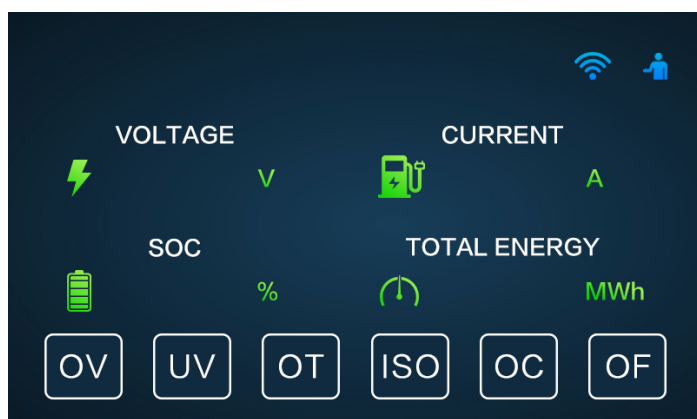 VOLTAGE CURRENT
V A
SOC TOTAL ENERGY
% MWh
OV UV OT ISO OC OF